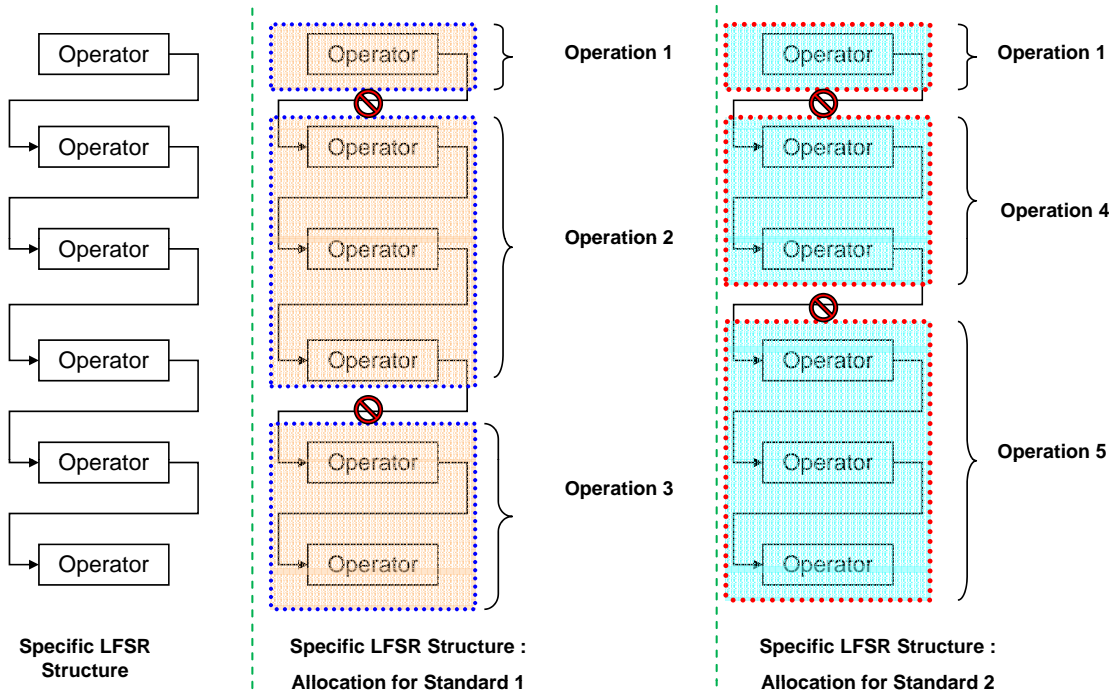 Operator
Operator
Operator
Operator
Operator
Operator
Specific LFSR
Structure
Operator
Operator
Operator
Operator
Operator
Operator
Operation 1
Operation 2
Operation 3
Specific LFSR Structure :
Allocation for Standard 1
Operator
Operator
Operator
Operator
Operator
Operator
Operation 1
Operation 4
Operation 5
Specific LFSR Structure :
Allocation for Standard 2